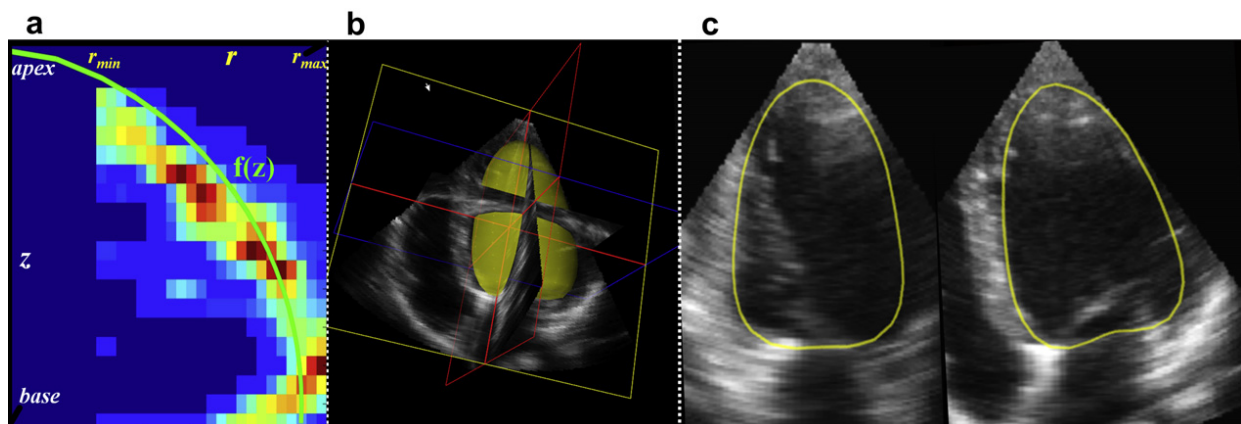 a
b
c
r_min
r
r_max
apex
f(z)
z
base